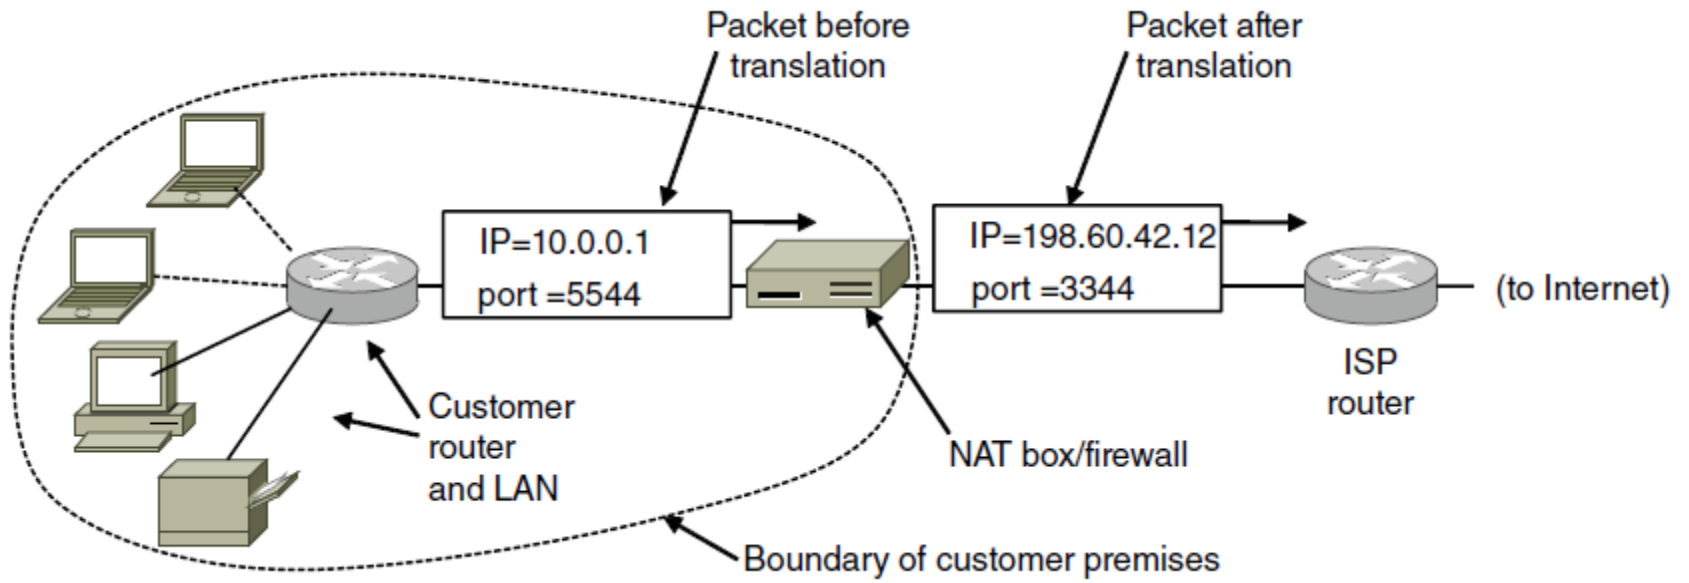 Packet before
translation
Packet after
translation
IP=10.0.0.1
port =5544
IP=198.60.42.12
port =3344
(to Internet)
ISP
router
Customer
router
and LAN
NAT box/firewall
Boundary of customer premises